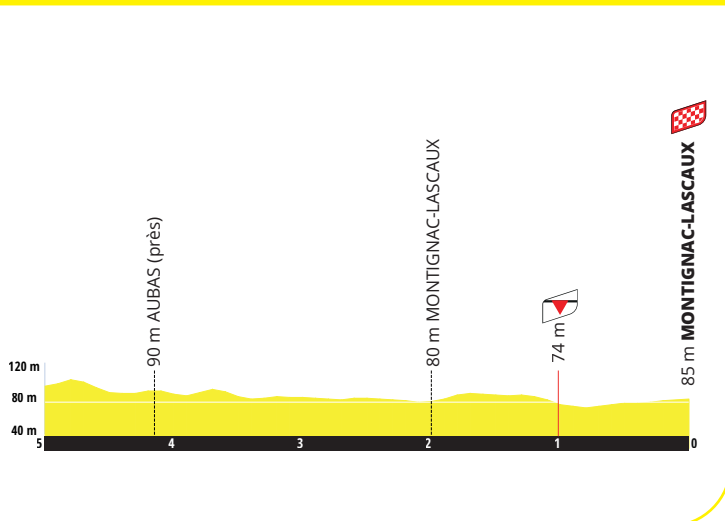 90 m AUBAS (près)
80 m MONTIGNAC-LASCAUX
74 m
85 m MONTIGNAC-LASCAUX
120 m
80 m
40 m
5
4
3
2
1
0